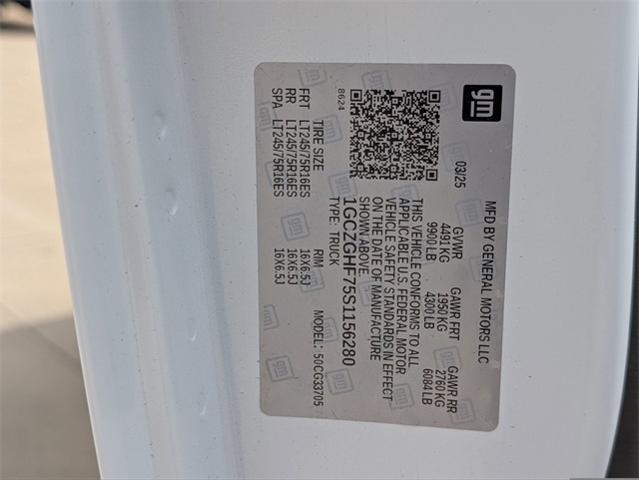 gm
MFD BY GENERAL MOTORS LLC
03/25
GVWR GAWR FRT GAWR RR
4491 KG 1950 KG 2760 KG
9900 LB 4300 LB 6084 LB
THIS VEHICLE CONFORMS TO ALL
APPLICABLE U.S. FEDERAL MOTOR
VEHICLE SAFETY STANDARDS IN EFFECT
ON THE DATE OF MANUFACTURE
SHOWN ABOVE.
1GCZGHF75S1156280
TYPE: TRUCK MODEL: 50CG33705
8624
TIRE SIZE RIM
FRT LT245/75R16ES 16X6.5J
RR LT245/75R16ES 16X6.5J
SPA LT245/75R16ES 16X6.5J